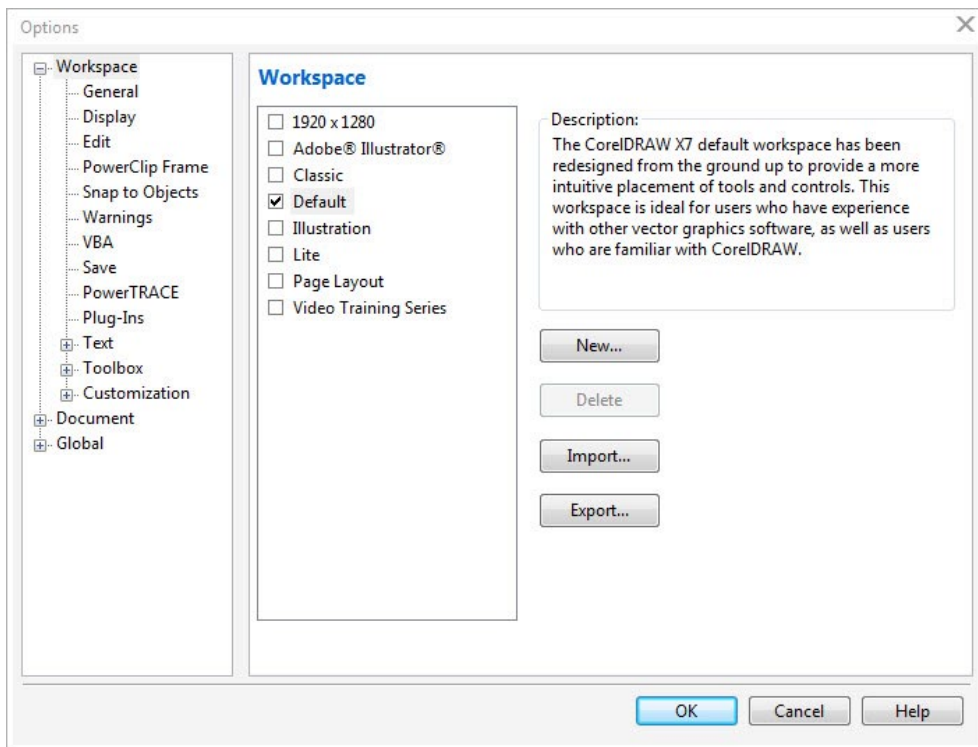 Options
Workspace
General
Display
Edit
PowerClip Frame
Snap to Objects
Warnings
VBA
Save
PowerTRACE
Plug-Ins
Text
Toolbox
Customization
Document
Global
Workspace
1920 x 1280
Adobe® Illustrator®
Classic
Default
Illustration
Lite
Page Layout
Video Training Series
Description:
The CorelDRAW X7 default workspace has been
redesigned from the ground up to provide a more
intuitive placement of tools and controls. This
workspace is ideal for users who have experience
with other vector graphics software, as well as users
who are familiar with CorelDRAW.
New...
Delete
Import...
Export...
OK
Cancel
Help